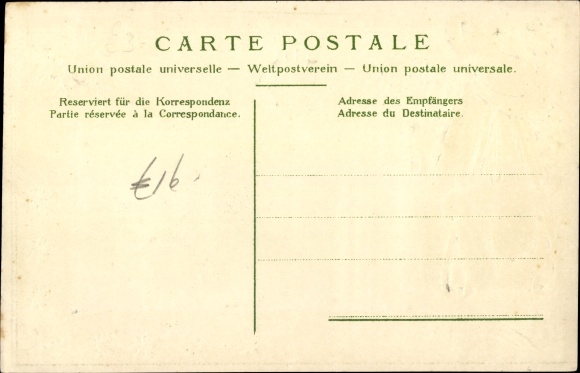 CARTE POSTALE
Union postale universelle — Weltpostverein — Union postale universale.
Reserviert für die Korrespondenz
Partie réservée à la Correspondance.
Adresse des Empfängers
Adresse du Destinataire.
€16.